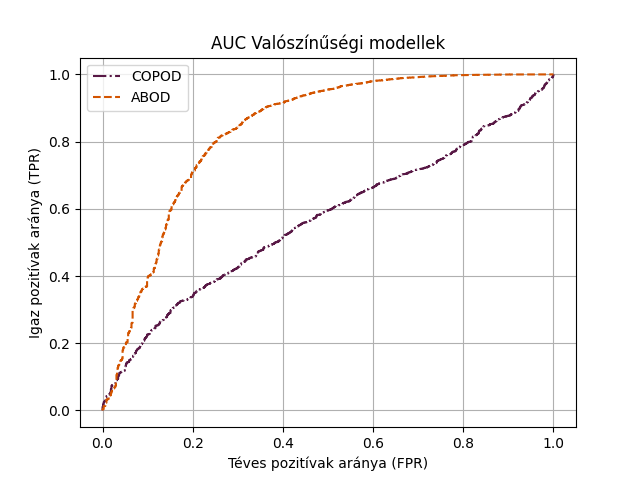 AUC Valószínűségi modellek
COPOD
ABOD
Igaz pozitívak aránya (TPR)
1.0
0.8
0.6
0.4
0.2
0.0
0.0 0.2 0.4 0.6 0.8 1.0
Téves pozitívak aránya (FPR)